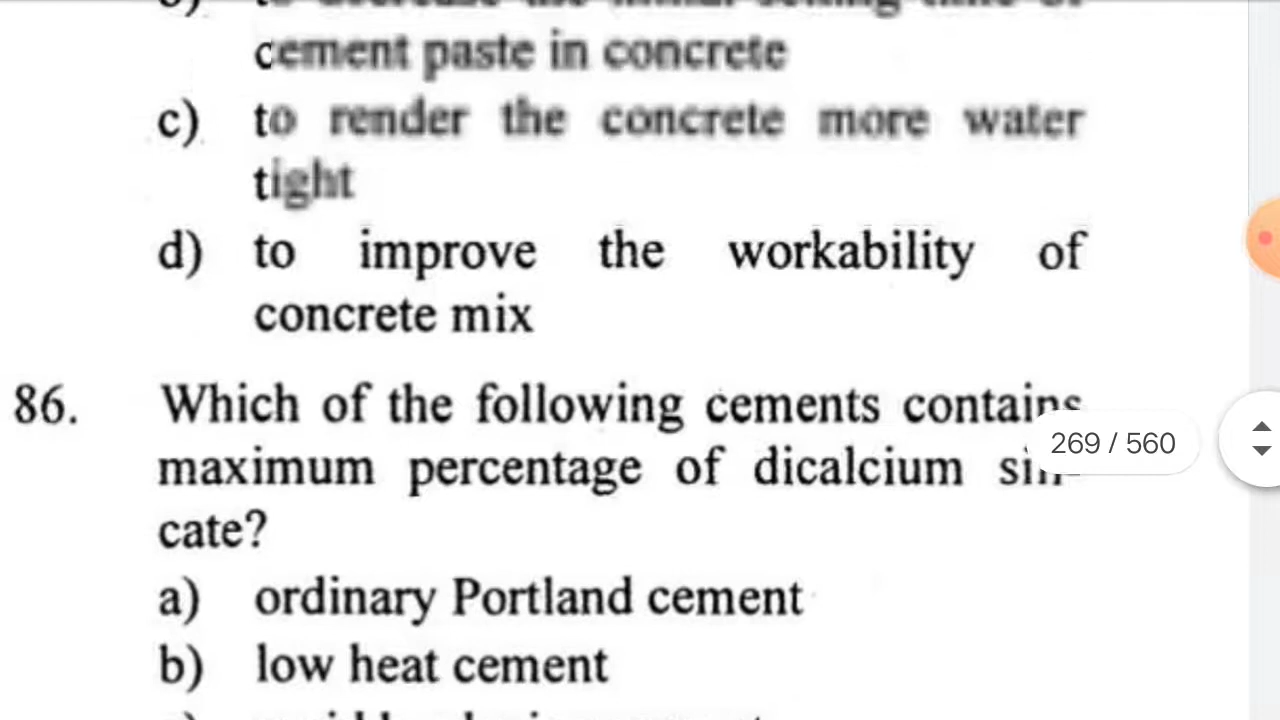 cement paste in concrete
c) to render the concrete more water
tight
d) to improve the workability of
concrete mix
86. Which of the following cements contains
maximum percentage of dicalcium
cate?
269 / 560
a) ordinary Portland cement
b) low heat cement